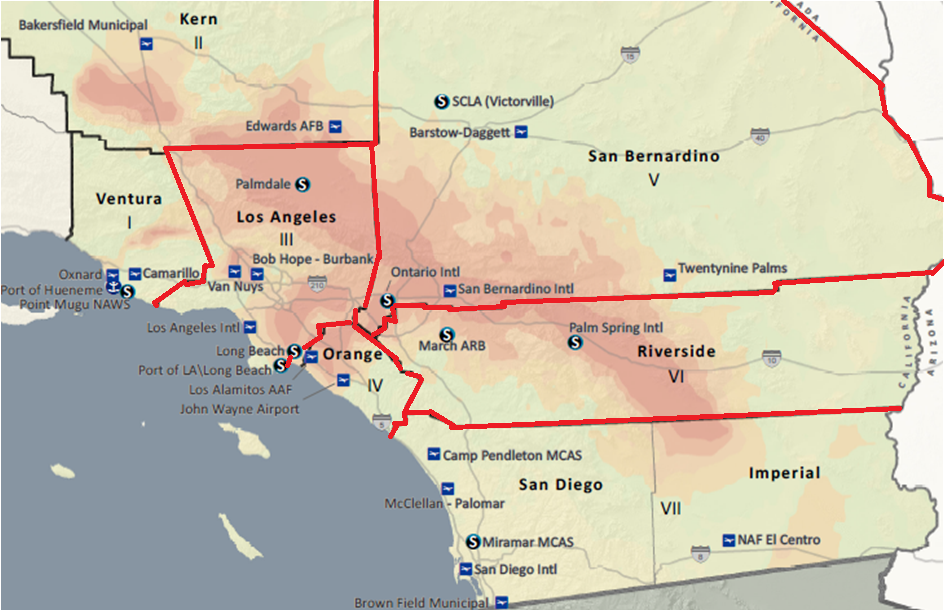 Kern
II
Bakersfield Municipal
NEVADA
CALIFORNIA
15
S SCLA (Victorville)
Edwards AFB
Barstow-Daggett
40
San Bernardino
V
Palmdale S
Ventura
I
Los Angeles
III
Bob Hope - Burbank
Oxnard
Camarillo
Van Nuys
210
Ontario Intl
S
Twentynine Palms
Port of Hueneme S
San Bernardino Intl
Point Mugu NAWS
Los Angeles Intl
S
March ARB
Palm Spring Intl
S
CALIFORNIA
ARIZONA
Long Beach S
Orange
IV
Riverside
VI
10
Port of LA\Long Beach S
Los Alamitos AAF
John Wayne Airport
5
Camp Pendleton MCAS
San Diego
Imperial
McClellan - Palomar
VII
S Miramar MCAS
NAF El Centro
8
San Diego Intl
Brown Field Municipal